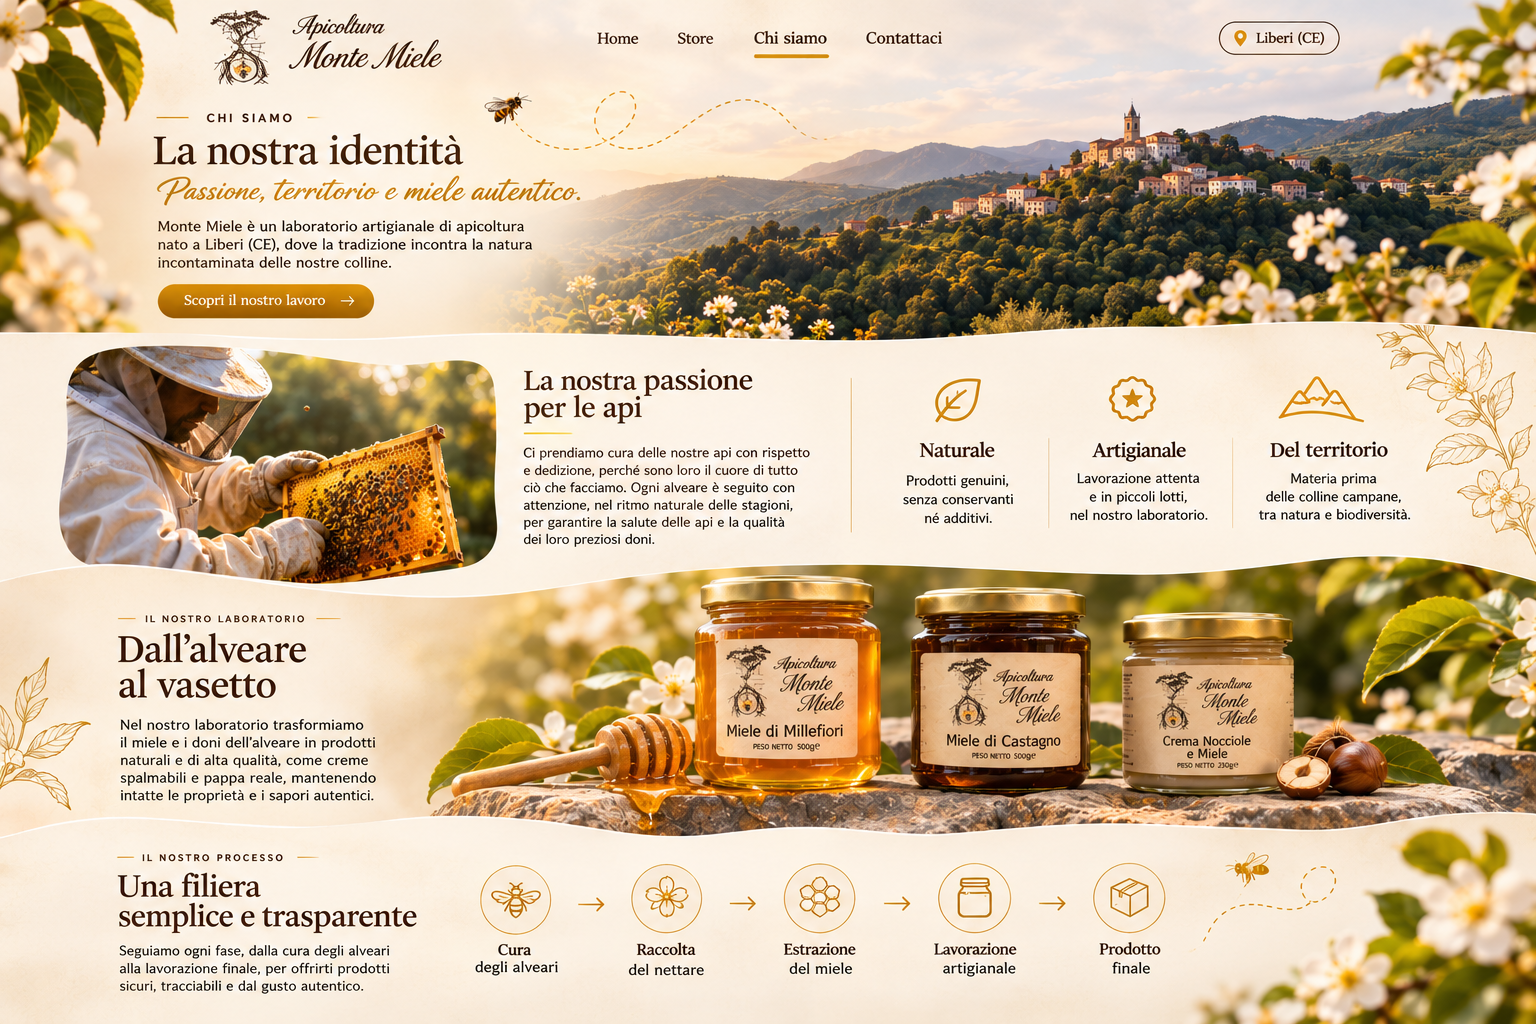 Apicoltura
Monte Miele
Home
Store
Chi siamo
Contattaci
Liberi (CE)
CHI SIAMO
La nostra identità
Passione, territorio e miele autentico.
Monte Miele è un laboratorio artigianale di apicoltura
nato a Liberi (CE), dove la tradizione incontra la natura
incontaminata delle nostre colline.
Scopri il nostro lavoro
La nostra passione
per le api
Ci prendiamo cura delle nostre api con rispetto
e dedizione, perché sono loro il cuore di tutto
ciò che facciamo. Ogni alveare è seguito con
attenzione, nel ritmo naturale delle stagioni,
per garantire la salute delle api e la qualità
dei loro preziosi doni.
Naturale
Prodotti genuini,
senza conservanti
né additivi.
Artigianale
Lavorazione attenta
e in piccoli lotti,
nel nostro laboratorio.
Del territorio
Materia prima
delle colline campane,
tra natura e biodiversità.
IL NOSTRO LABORATORIO
Dall'alveare
al vasetto
Nel nostro laboratorio trasformiamo
il miele e i doni dell'alveare in prodotti
naturali e di alta qualità, come creme
spalmabili e pappa reale, mantenendo
intatte le proprietà e i sapori autentici.
Apicoltura
Monte
Miele
Miele di Millefiori
PESO NETTO 500g℮
Apicoltura
Monte
Miele
Miele di Castagno
PESO NETTO 500g℮
Apicoltura
Monte
Miele
Crema Nocciole
e Miele
PESO NETTO 230g℮
IL NOSTRO PROCESSO
Una filiera
semplice e trasparente
Seguiamo ogni fase, dalla cura degli alveari
alla lavorazione finale, per offrirti prodotti
sicuri, tracciabili e dal gusto autentico.
Cura
degli alveari
Raccolta
del nettare
Estrazione
del miele
Lavorazione
artigianale
Prodotto
finale